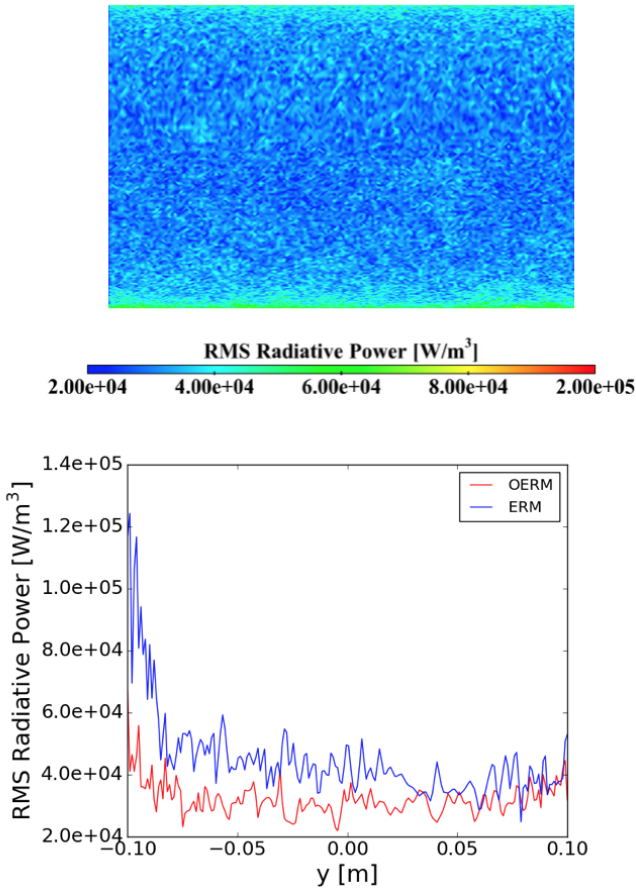 RMS Radiative Power [W/m³]
2.00e+04 4.00e+04 6.00e+04 8.00e+04 2.00e+05
1.4e+05
OERM
ERM
1.2e+05
1.0e+05
8.0e+04
6.0e+04
4.0e+04
2.0e+04
RMS Radiative Power [W/m³]
−0.10 −0.05 0.00 0.05 0.10
y [m]